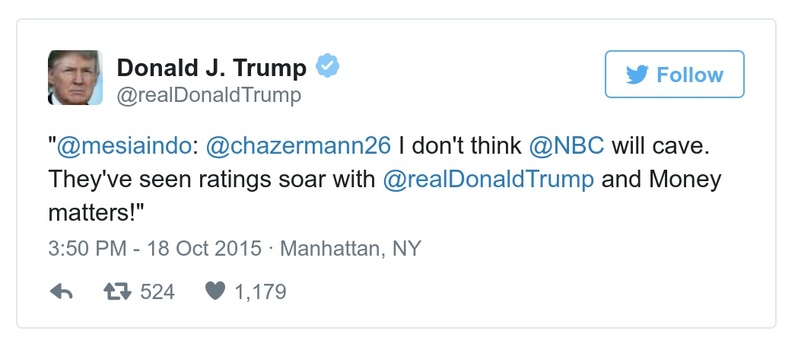 Donald J. Trump
Follow
@realDonaldTrump
"@mesiaindo: @chazermann26 I don't think @NBC will cave.
They've seen ratings soar with @realDonaldTrump and Money
matters!"
3:50 PM - 18 Oct 2015 · Manhattan, NY
524 1,179